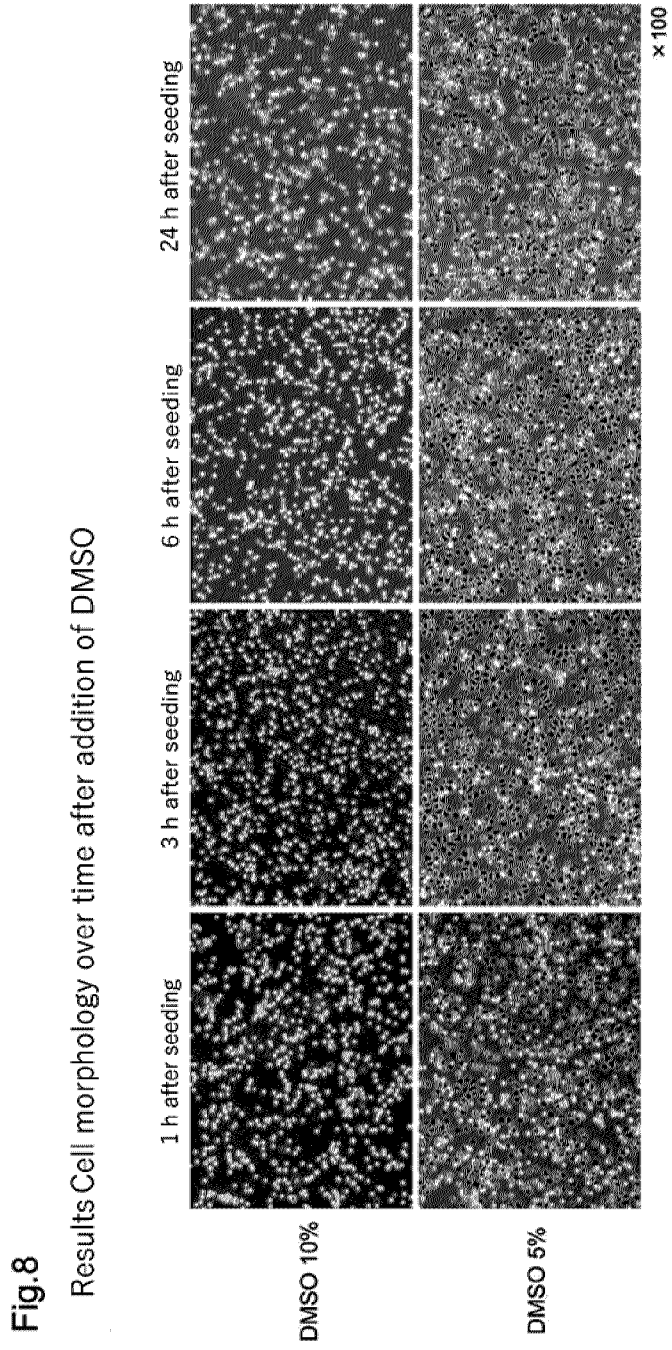 Fig.8
Results Cell morphology over time after addition of DMSO
1 h after seeding
3 h after seeding
6 h after seeding
24 h after seeding
DMSO 10%
DMSO 5%
×100